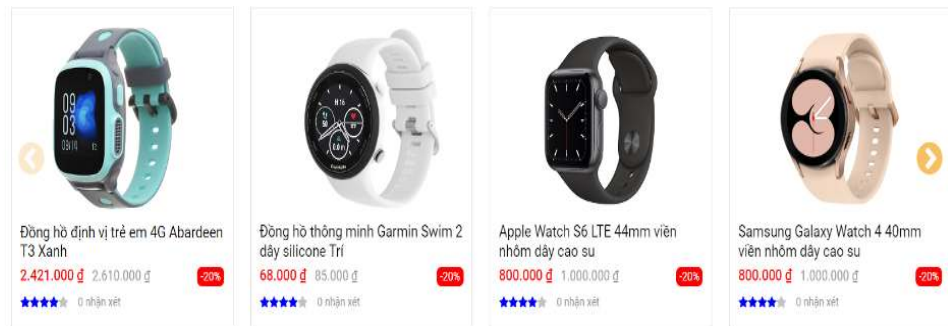 Đồng hồ định vị trẻ em 4G Abardeen
T3 Xanh
2.421.000 ₫ 2.610.000 ₫ -20%
0 nhận xét
Đồng hồ thông minh Garmin Swim 2
dây silicone Trí
68.000 ₫ 85.000 ₫ -20%
0 nhận xét
Apple Watch S6 LTE 44mm viền
nhôm dây cao su
800.000 ₫ 1.000.000 ₫ -20%
0 nhận xét
Samsung Galaxy Watch 4 40mm
viền nhôm dây cao su
800.000 ₫ 1.000.000 ₫ -20%
0 nhận xét
09
03
H 16
0.0 m